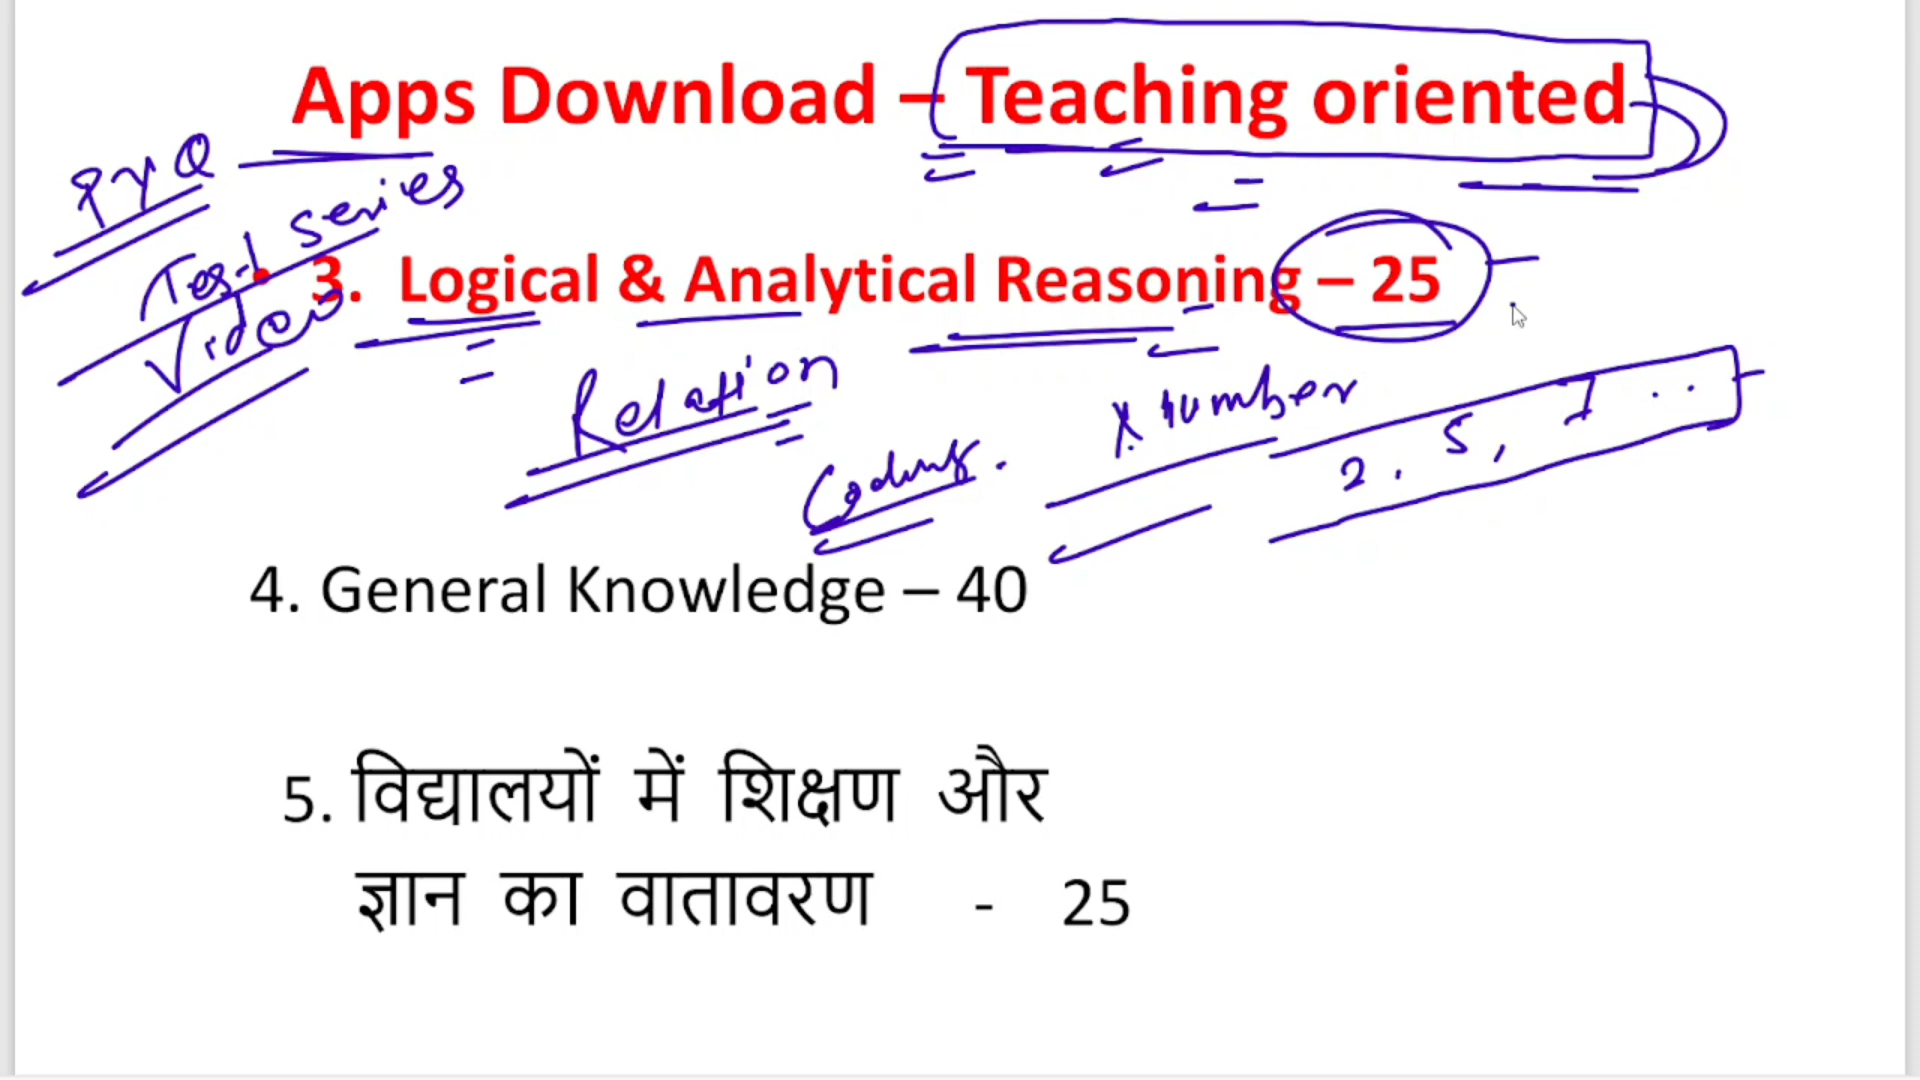 Apps Download – Teaching oriented
PYQ
Test series
Video
• 3. Logical & Analytical Reasoning – 25
Relation
Coding.
X Number
2, 5, 7 ..
4. General Knowledge – 40
5. विद्यालयों में शिक्षण और
ज्ञान का वातावरण - 25